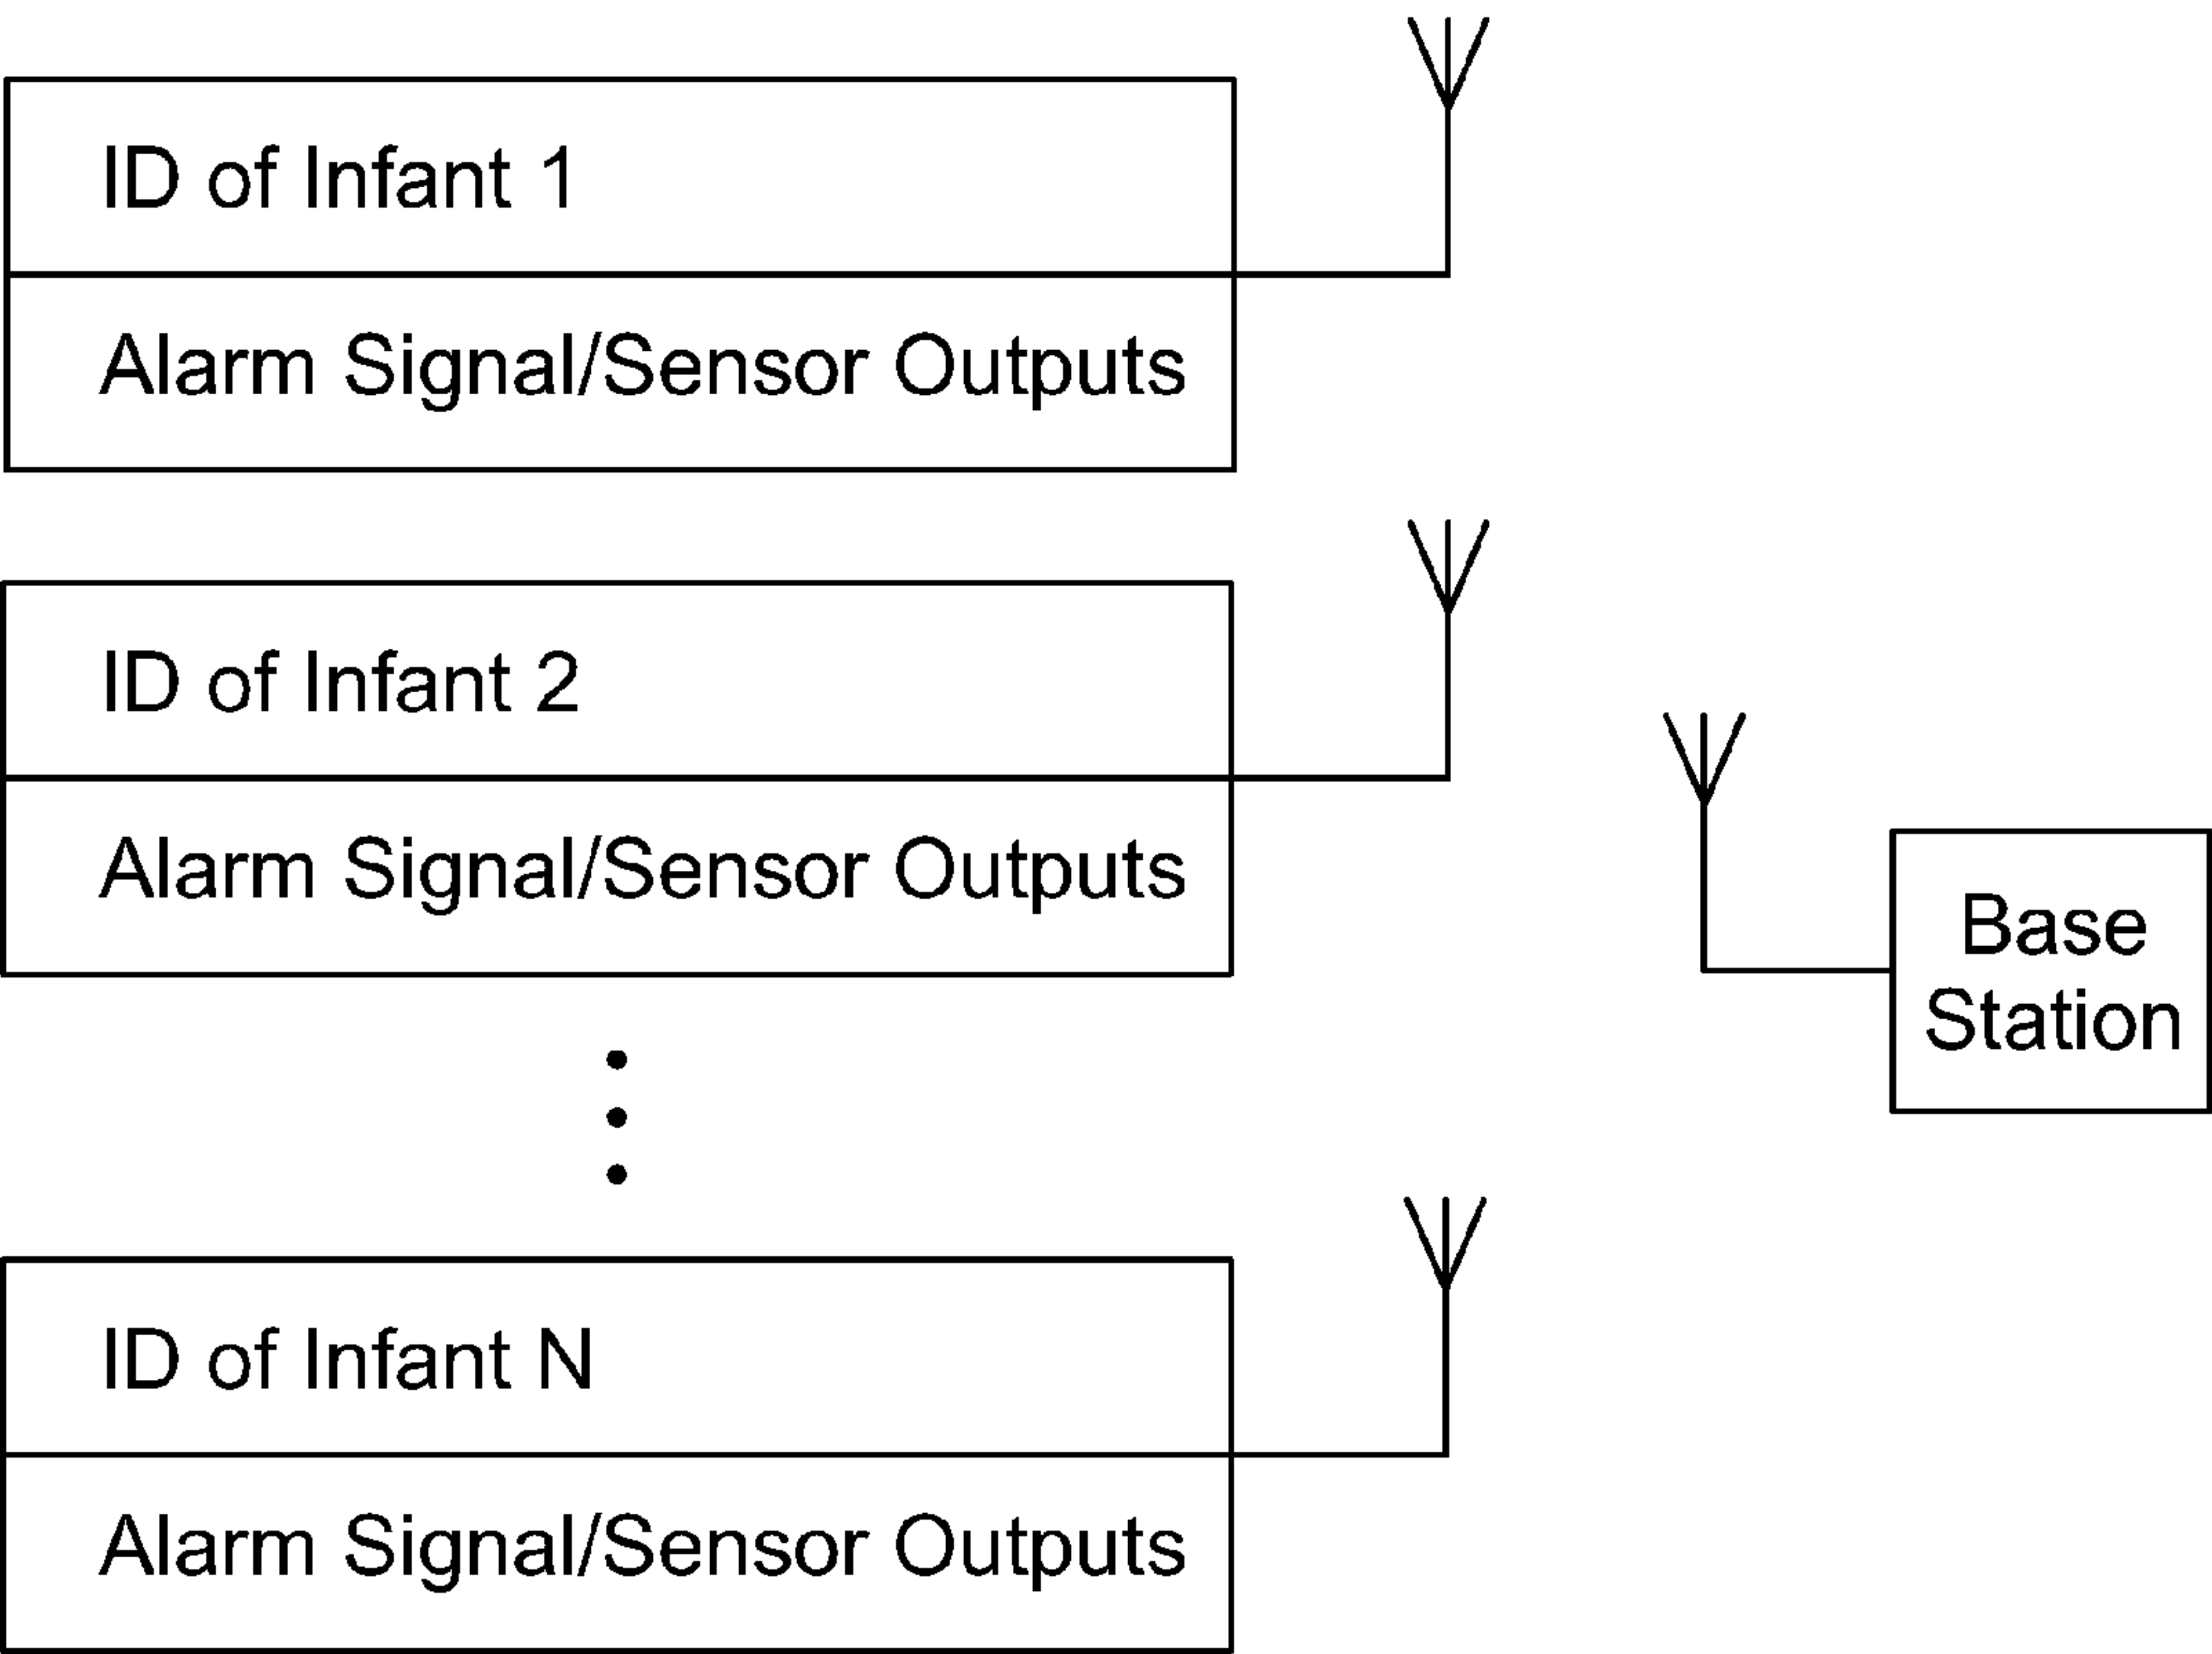 ID of Infant 1
Alarm Signal/Sensor Outputs
ID of Infant 2
Alarm Signal/Sensor Outputs
Base
Station
ID of Infant N
Alarm Signal/Sensor Outputs